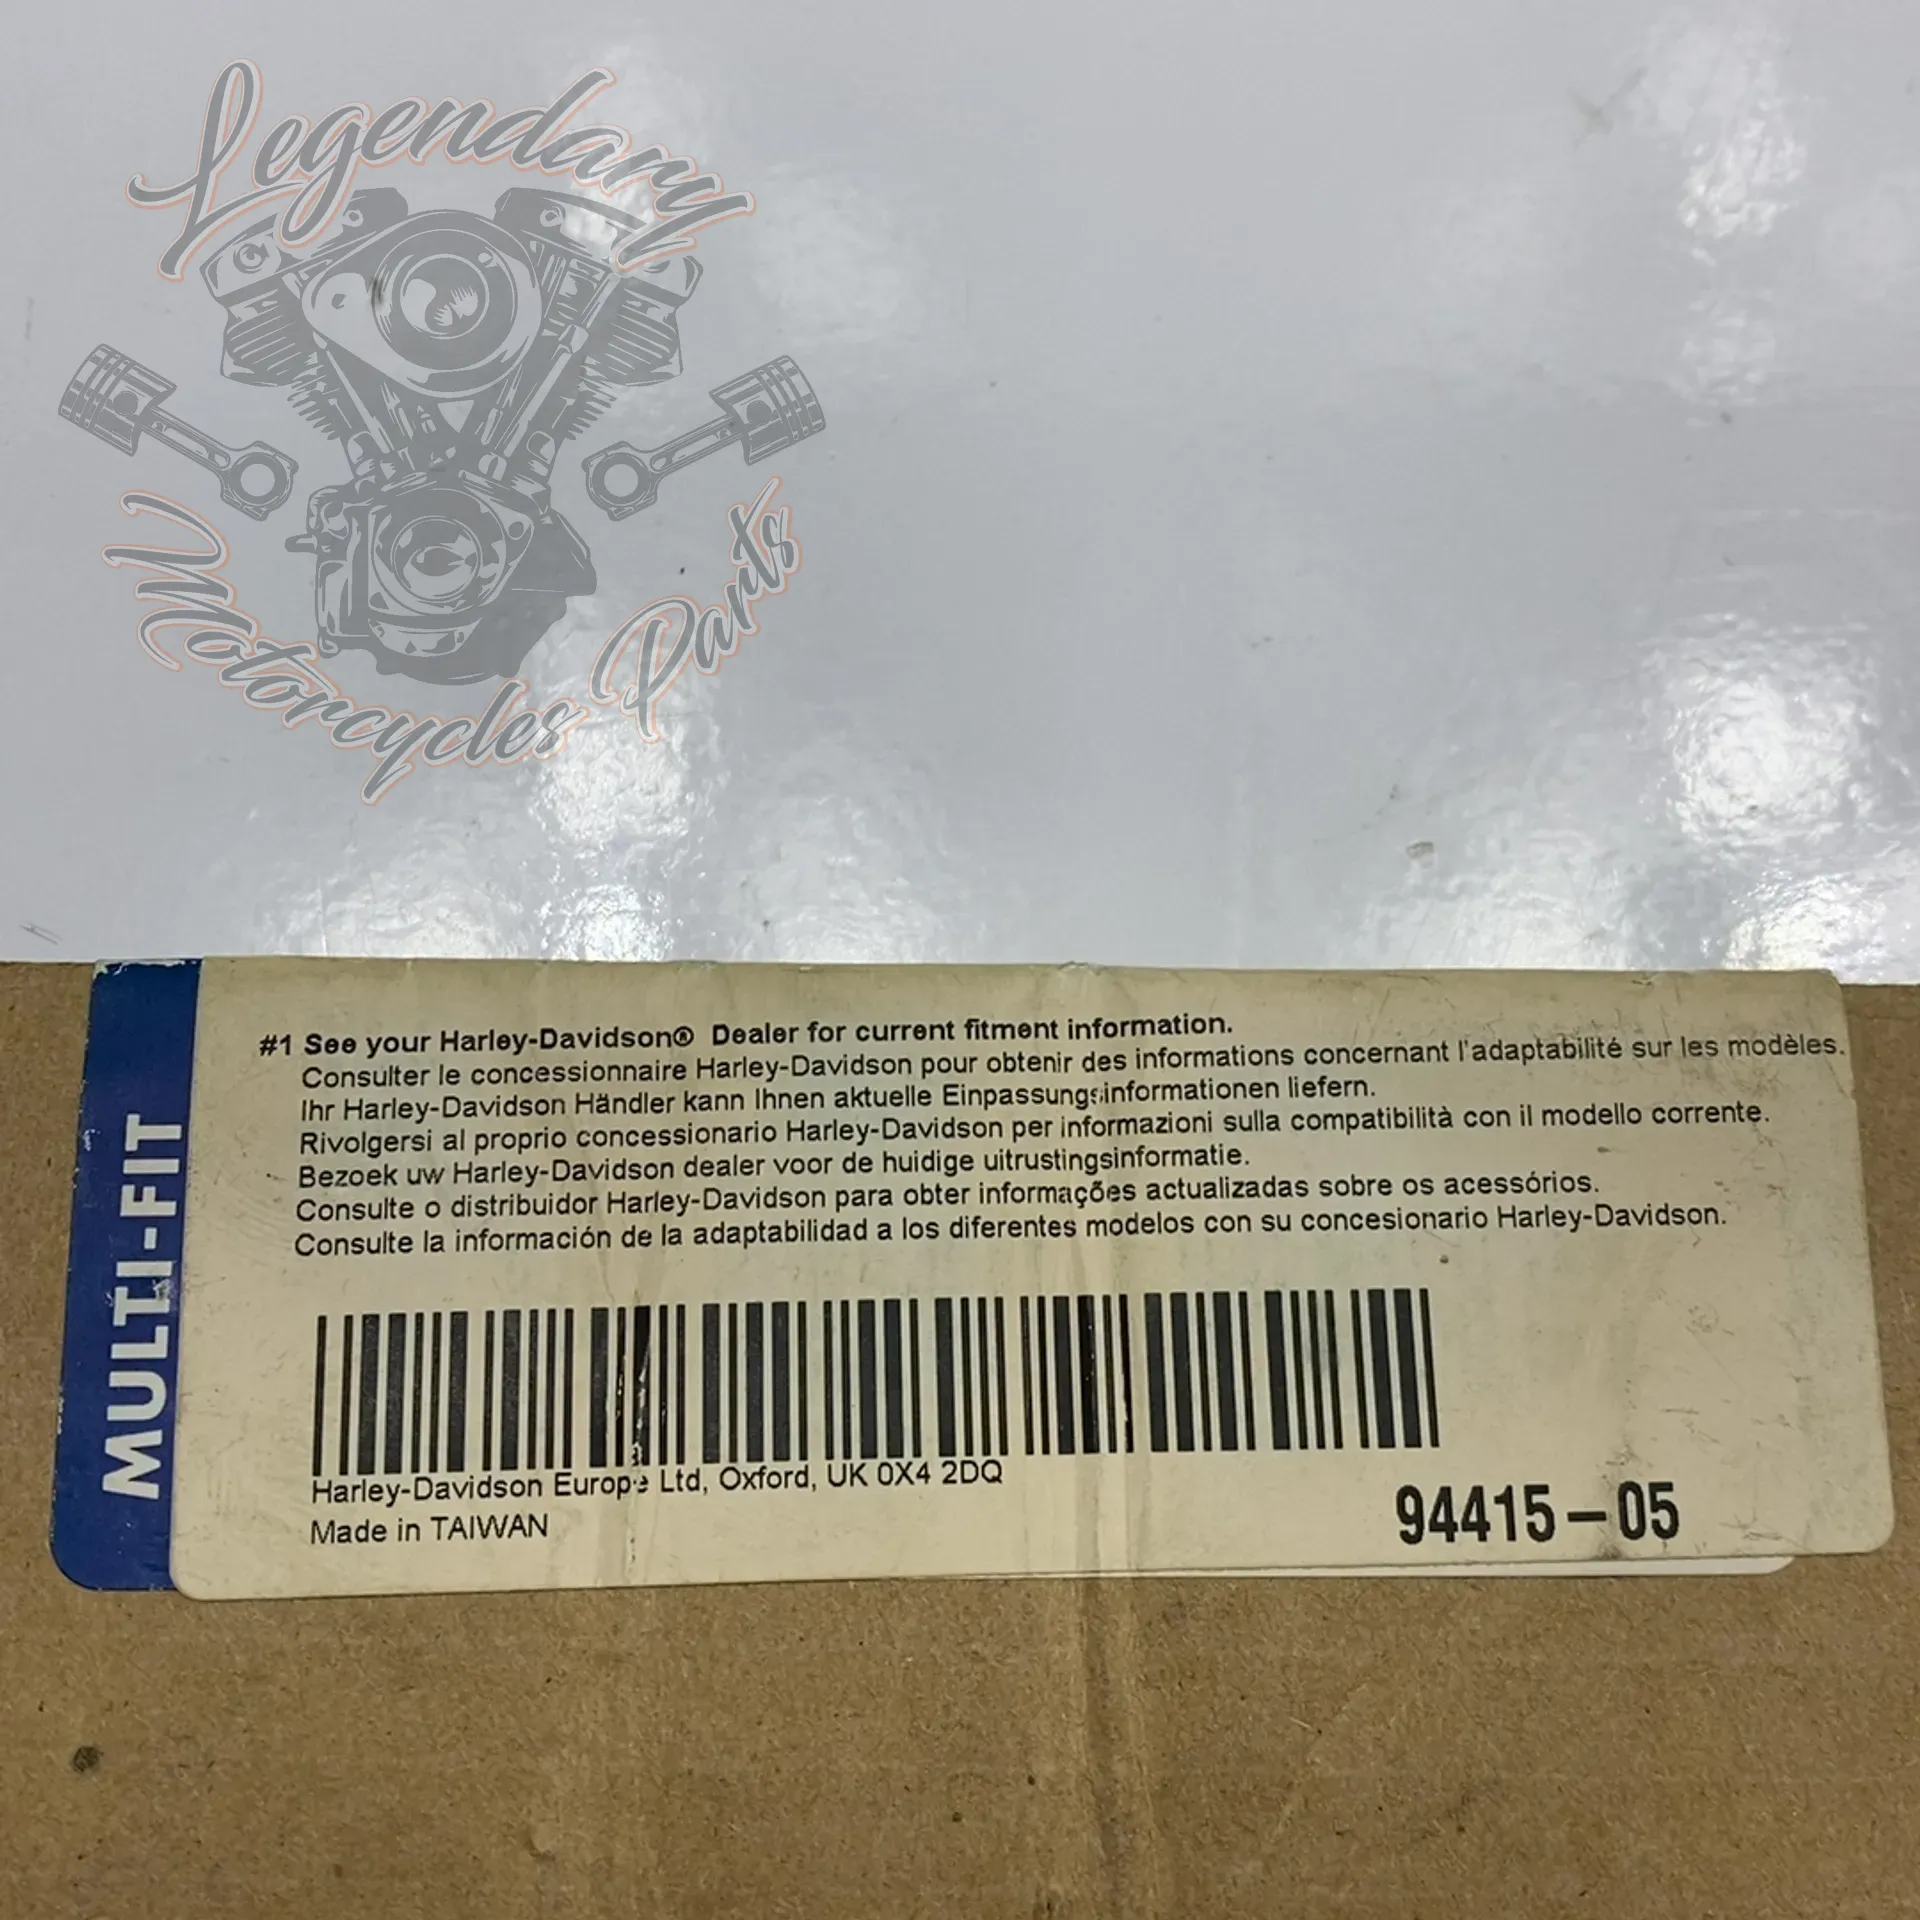 Legendary
Motorcycles Parts
MULTI-FIT
#1 See your Harley-Davidson® Dealer for current fitment information.
Consulter le concessionnaire Harley-Davidson pour obtenir des informations concernant l'adaptabilité sur les modèles.
Ihr Harley-Davidson Händler kann Ihnen aktuelle Einpassungsinformationen liefern.
Rivolgersi al proprio concessionario Harley-Davidson per informazioni sulla compatibilità con il modello corrente.
Bezoek uw Harley-Davidson dealer voor de huidige uitrustingsinformatie.
Consulte o distribuidor Harley-Davidson para obter informações actualizadas sobre os acessórios.
Consulte la información de la adaptabilidad a los diferentes modelos con su concesionario Harley-Davidson.
Harley-Davidson Europe Ltd, Oxford, UK OX4 2DQ
Made in TAIWAN
94415-05